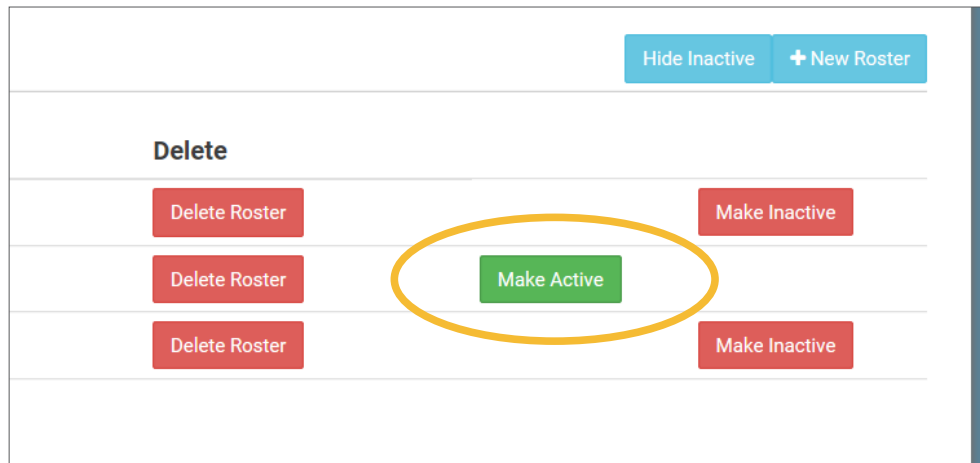 Hide Inactive + New Roster
Delete
Delete Roster Make Inactive
Delete Roster Make Active
Delete Roster Make Inactive